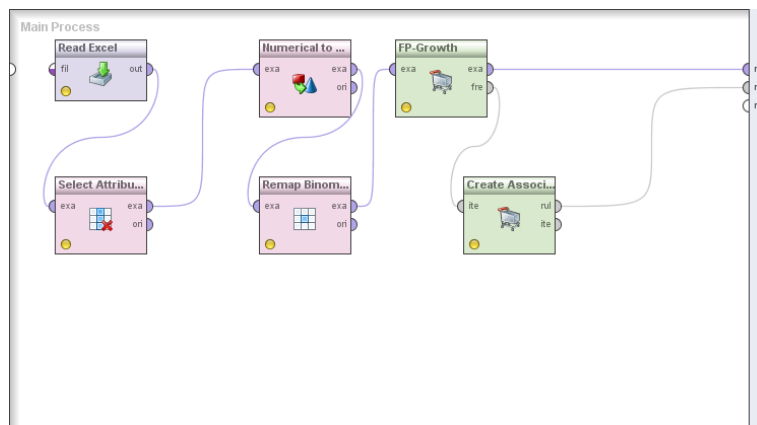 Main Process
Read Excel
fil out
Numerical to ...
exa exa
ori
FP-Growth
exa exa
fre
Select Attribu...
exa exa
ori
Remap Binom...
exa exa
ori
Create Associ...
ite rul
ite
r
r
r